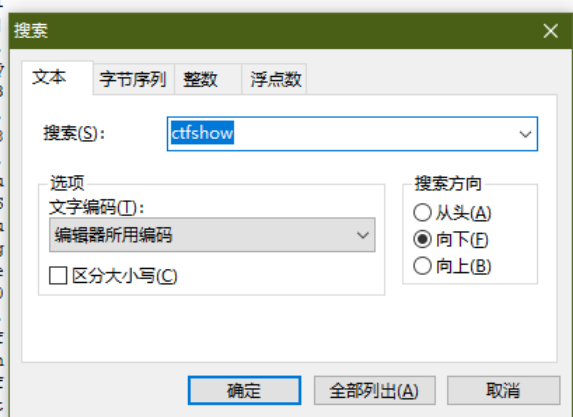 搜索
文本 字节序列 整数 浮点数
搜索(S): ctfshow
选项
文字编码(T):
编辑器所用编码
区分大小写(C)
搜索方向
从头(A)
向下(F)
向上(B)
确定 全部列出(A) 取消